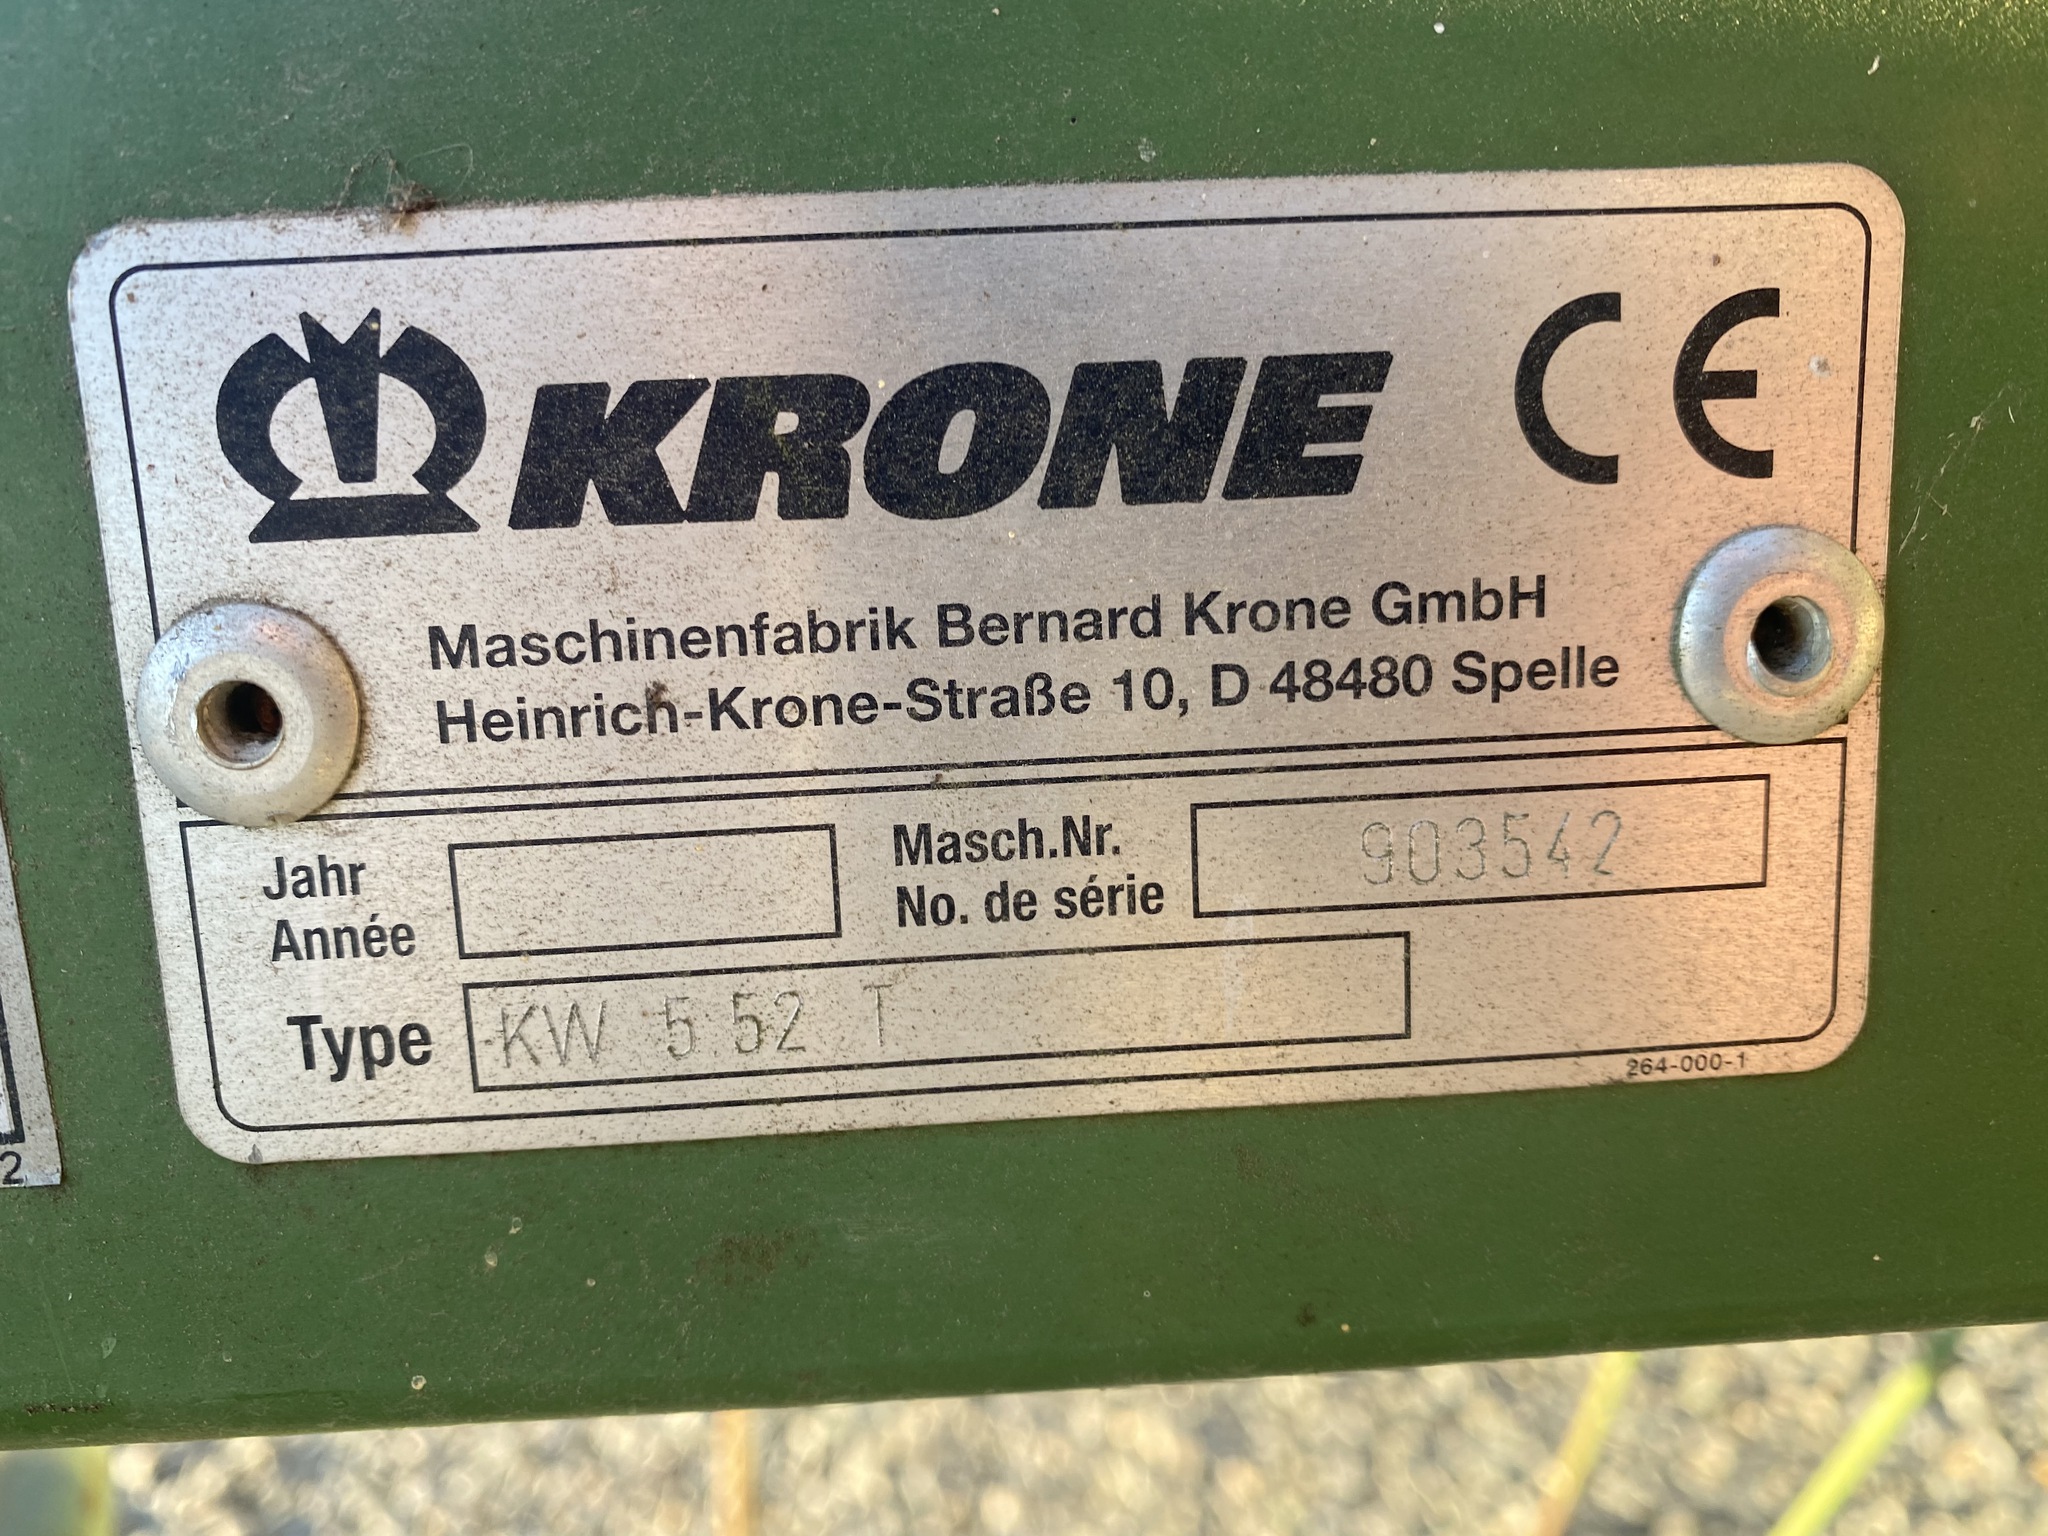 KRONE CE
Maschinenfabrik Bernard Krone GmbH
Heinrich-Krone-Straße 10, D 48480 Spelle
Jahr
Année
Masch.Nr.
No. de série
903542
Type
KW 5.52 T
264-000-1
2